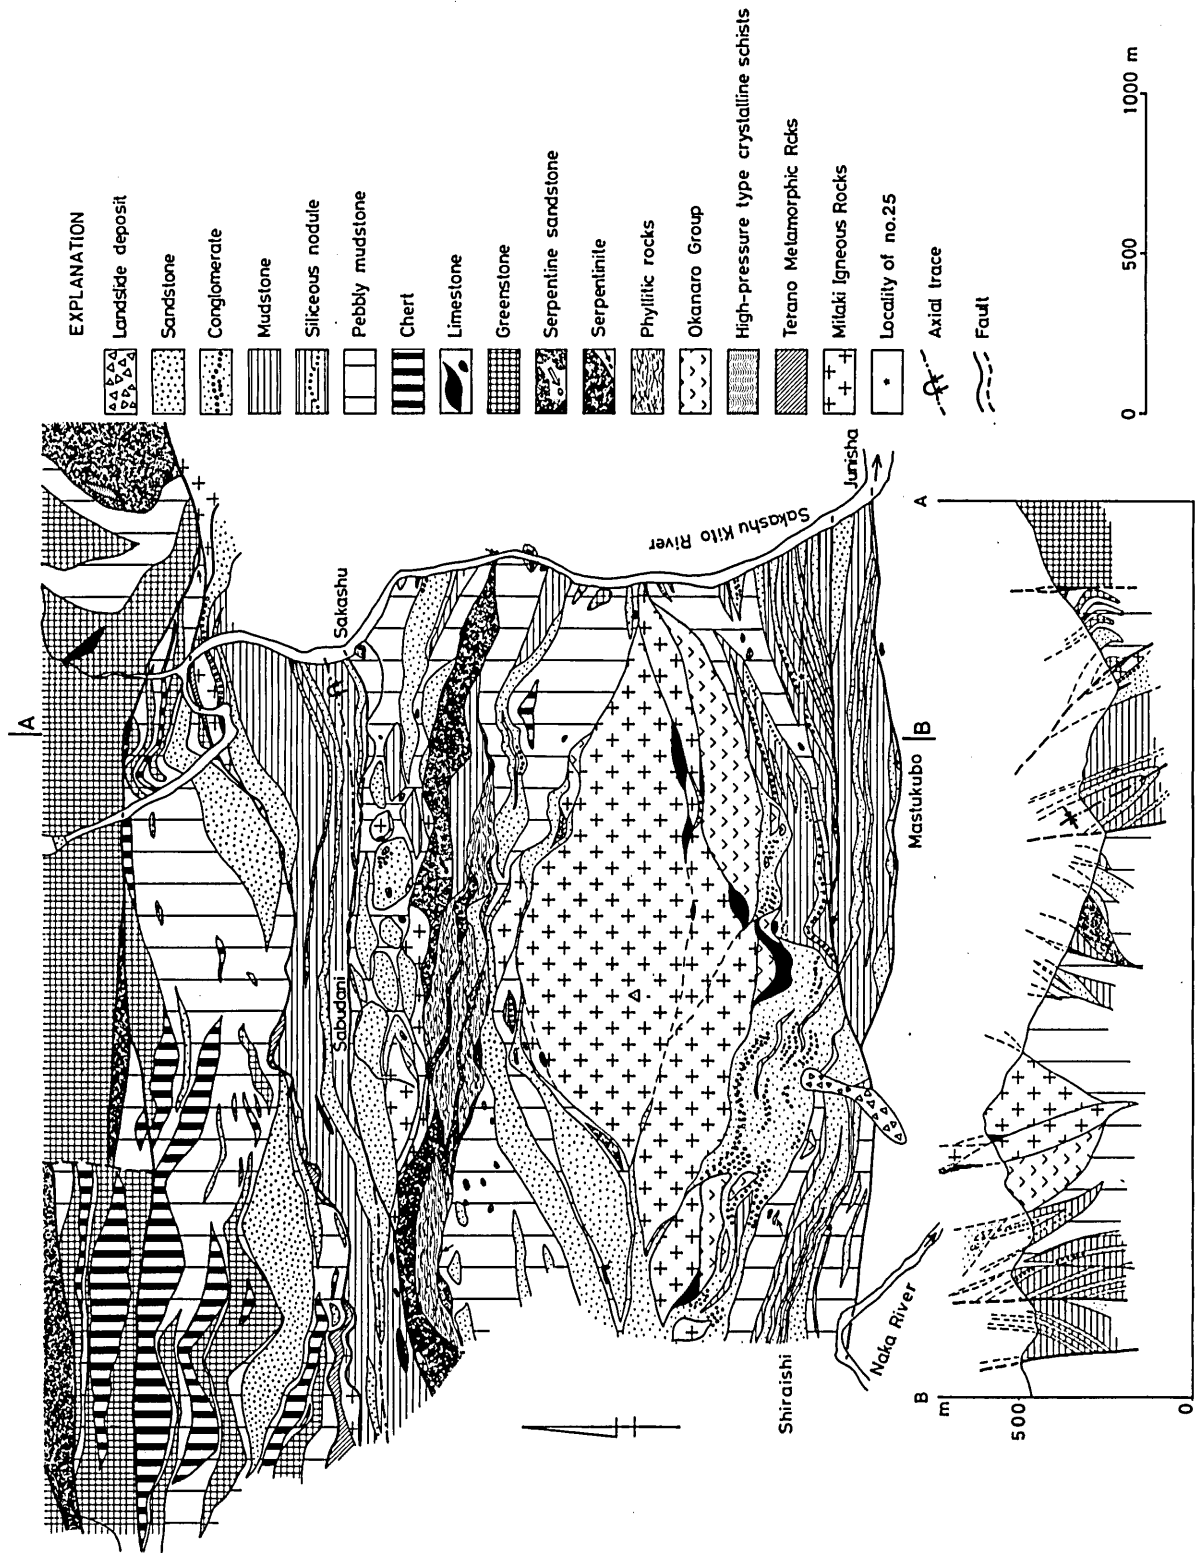 EXPLANATION
Landslide deposit
Sandstone
Conglomerate
Mudstone
Siliceous nodule
Pebbly mudstone
Chert
Limestone
Greenstone
Serpentine sandstone
Serpentinite
Phyllitic rocks
Okanaro Group
High-pressure type crystalline schists
Terano Metamorphic Rcks
Mitaki Igneous Rocks
Locality of no.25
Axial trace
Fault
0 500 1000 m
A
Sakashu
Sabudani
Sakashu Kito River
Junisha
B
Mastukubo
Shiraishi
Naka River
A
B
m
500
0